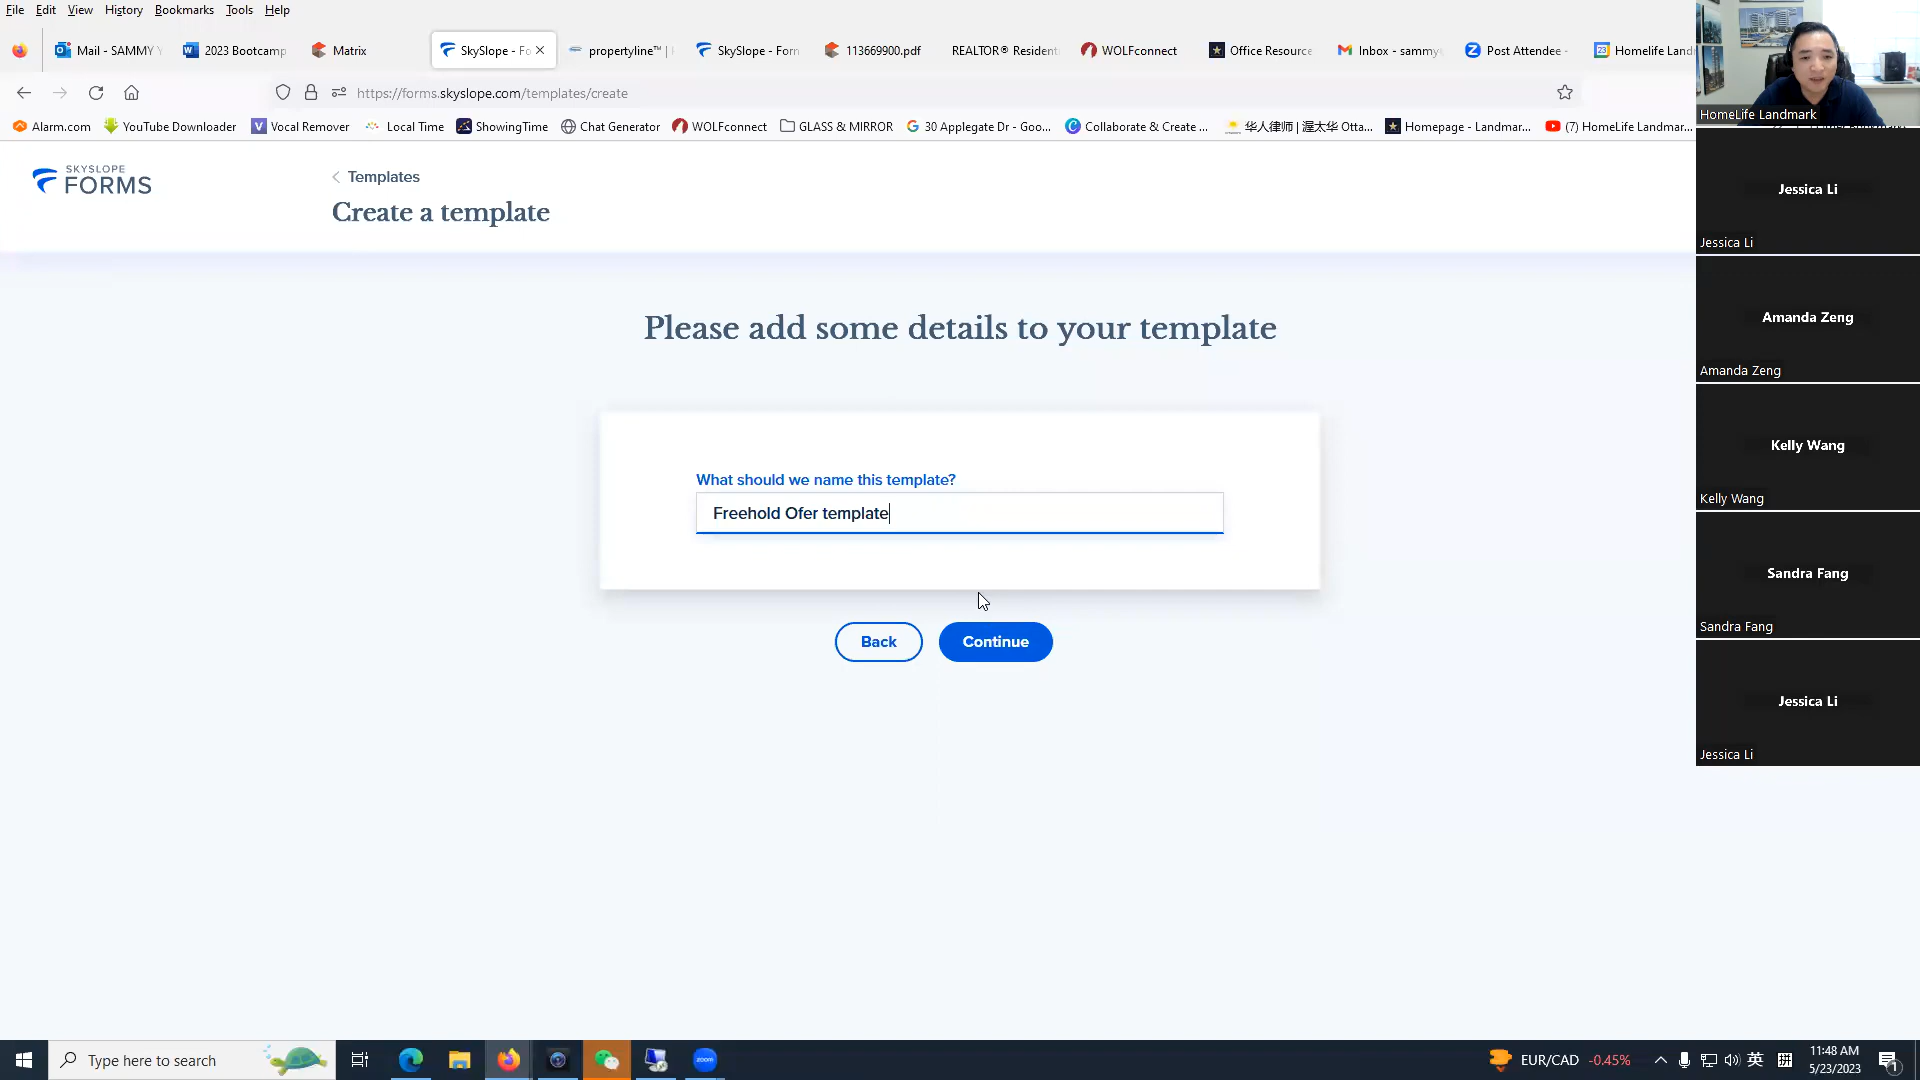 File Edit View History Bookmarks Tools Help
Mail - SAMMY Y
2023 Bootcamp
Matrix
SkySlope - Fo
propertyline™ |
SkySlope - Form
113669900.pdf
REALTOR® Resident
WOLFconnect
Office Resource
Inbox - sammy
Post Attendee -
Homelife Landm
https://forms.skyslope.com/templates/create
Alarm.com
YouTube Downloader
Vocal Remover
Local Time
ShowingTime
Chat Generator
WOLFconnect
GLASS & MIRROR
30 Applegate Dr - Goo...
Collaborate & Create ...
华人律师 | 渥太华 Otta...
Homepage - Landmar...
(7) HomeLife Landmar...
SKYSLOPE
FORMS
Templates
Create a template
Please add some details to your template
What should we name this template?
Freehold Ofer template
Back
Continue
HomeLife Landmark
Jessica Li
Jessica Li
Amanda Zeng
Amanda Zeng
Kelly Wang
Kelly Wang
Sandra Fang
Sandra Fang
Jessica Li
Jessica Li
Type here to search
zoom
EUR/CAD -0.45%
英
拼
11:48 AM
5/23/2023
1